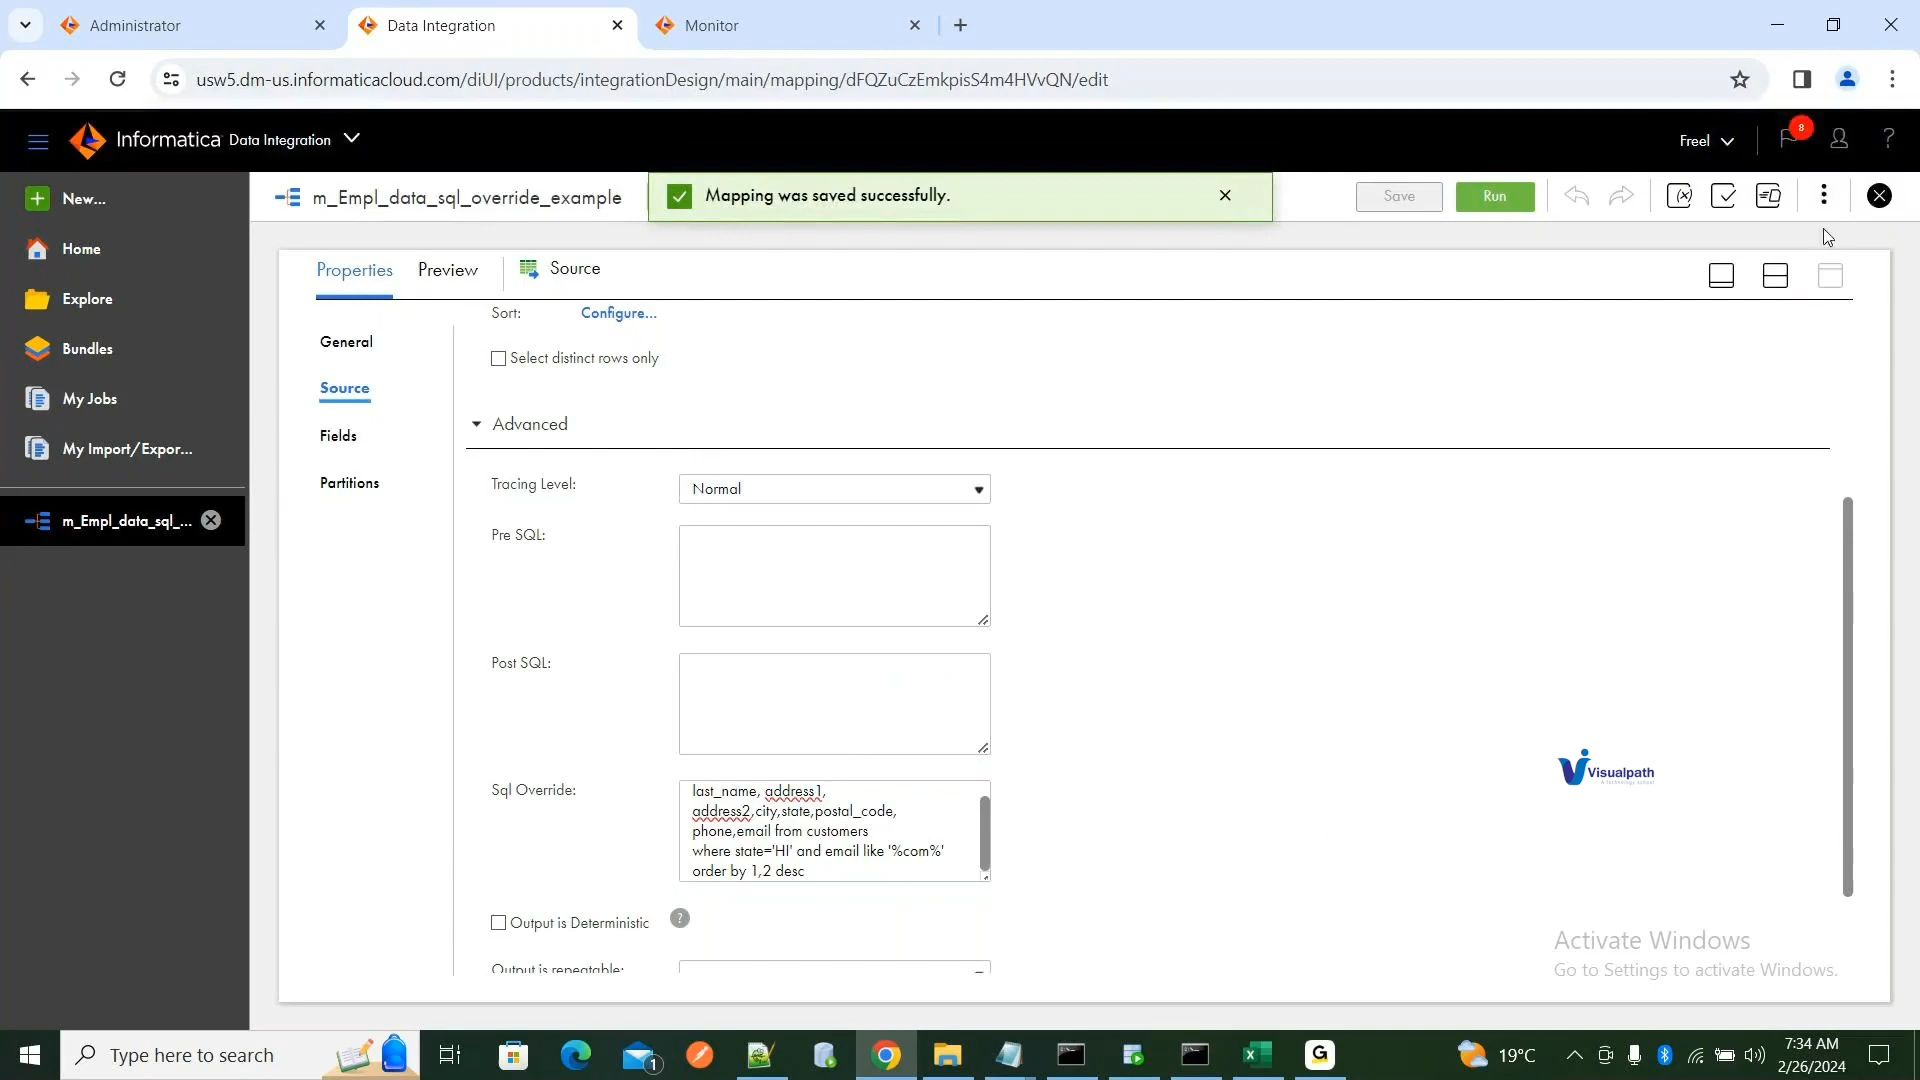 Administrator
Data Integration
Monitor
usw5.dm-us.informaticacloud.com/diUI/products/integrationDesign/main/mapping/dFQZuCzEmkpisS4m4HVvQN/edit
Informatica Data Integration
Freel
8
?
New...
m_Empl_data_sql_override_example
Mapping was saved successfully.
Save
Run
Home
Explore
Bundles
My Jobs
My Import/Expor...
m_Empl_data_sql_...
Properties
Preview
Source
General
Source
Fields
Partitions
Sort:
Configure...
Select distinct rows only
Advanced
Tracing Level:
Normal
Pre SQL:
Post SQL:
Sql Override:
last_name, address1,
address2,city,state,postal_code,
phone,email from customers
where state='HI' and email like '%com%'
order by 1,2 desc
Output is Deterministic
?
Output is repeatable:
Visualpath
Activate Windows
Go to Settings to activate Windows.
Type here to search
1
G
19°C
7:34 AM
2/26/2024